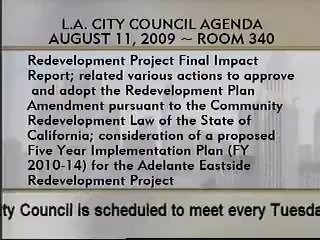 L.A. CITY COUNCIL AGENDA
AUGUST 11, 2009 ~ ROOM 340
Redevelopment Project Final Impact
Report; related various actions to approve
and adopt the Redevelopment Plan
Amendment pursuant to the Community
Redevelopment Law of the State of
California; consideration of a proposed
Five Year Implementation Plan (FY
2010-14) for the Adelante Eastside
Redevelopment Project
ty Council is scheduled to meet every Tuesda